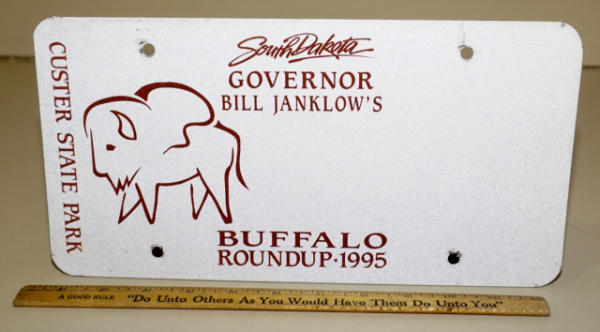 South Dakota
GOVERNOR
BILL JANKLOW'S
CUSTER STATE PARK
BUFFALO
ROUNDUP·1995
A GOOD RULE "Do Unto Others As You Would Have Them Do Unto You"